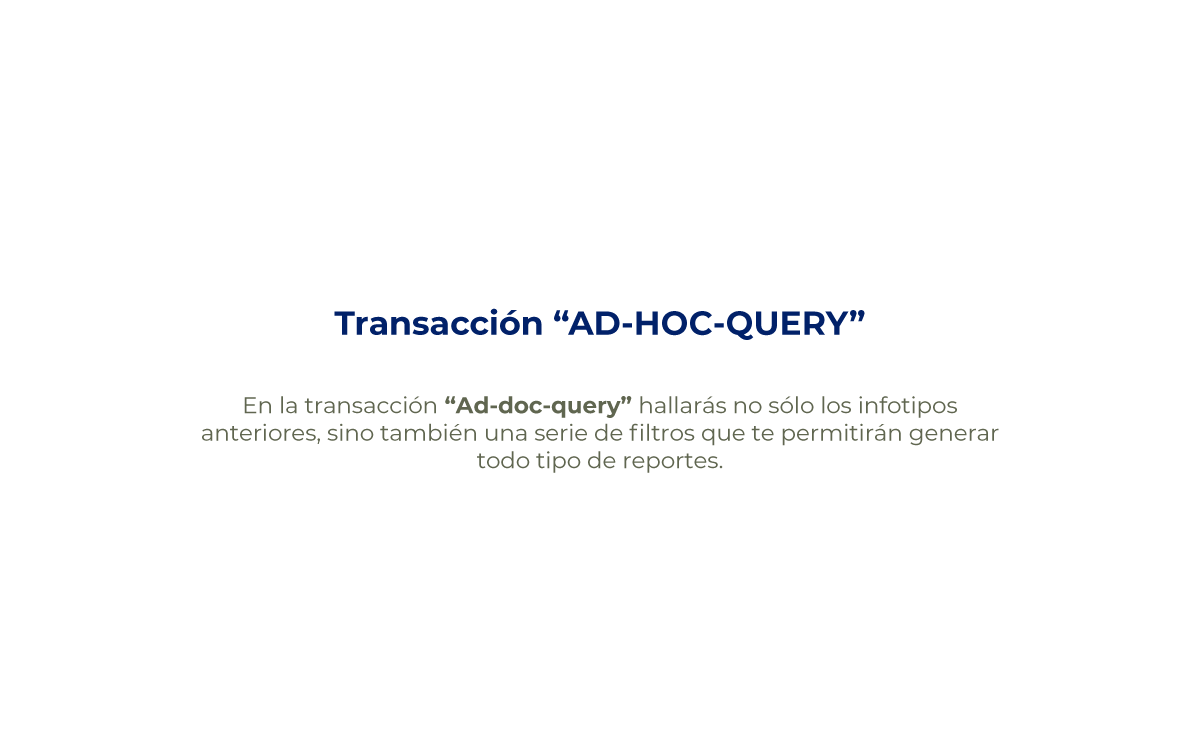 Transacción “AD-HOC-QUERY”
En la transacción “Ad-doc-query” hallarás no sólo los infotipos
anteriores, sino también una serie de filtros que te permitirán generar
todo tipo de reportes.